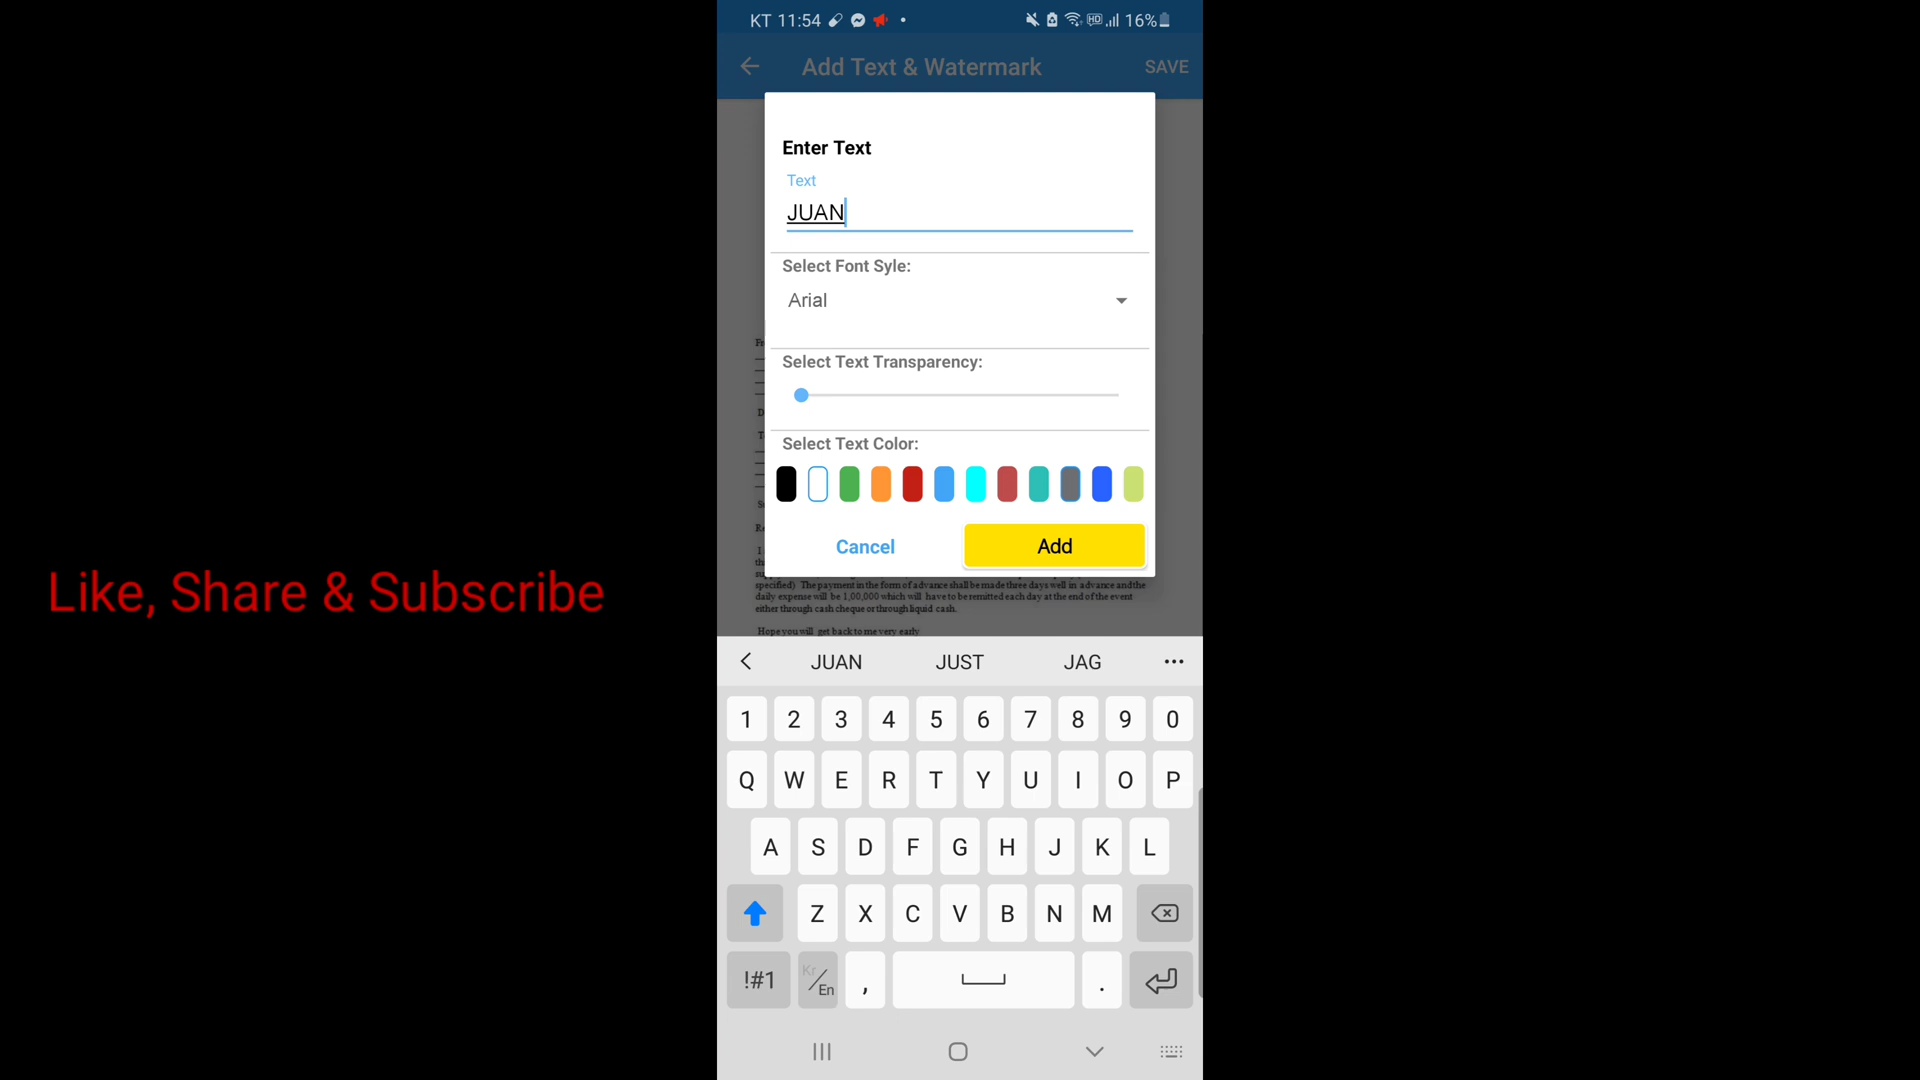 KT 11:54
HD 16%
Add Text & Watermark
SAVE
Enter Text
Text
JUAN
Select Font Syle:
Arial
Select Text Transparency:
Select Text Color:
Cancel
Add
specified) The payment in the form of advance shall be made three days well in advance and the
daily expense will be 1,00,000 which will have to be remitted each day at the end of the event
either through cash cheque or through liquid cash.
Hope you will get back to me very early
Like, Share & Subscribe
JUAN JUST JAG
1 2 3 4 5 6 7 8 9 0
Q W E R T Y U I O P
A S D F G H J K L
Z X C V B N M
!#1 Kr/En , .